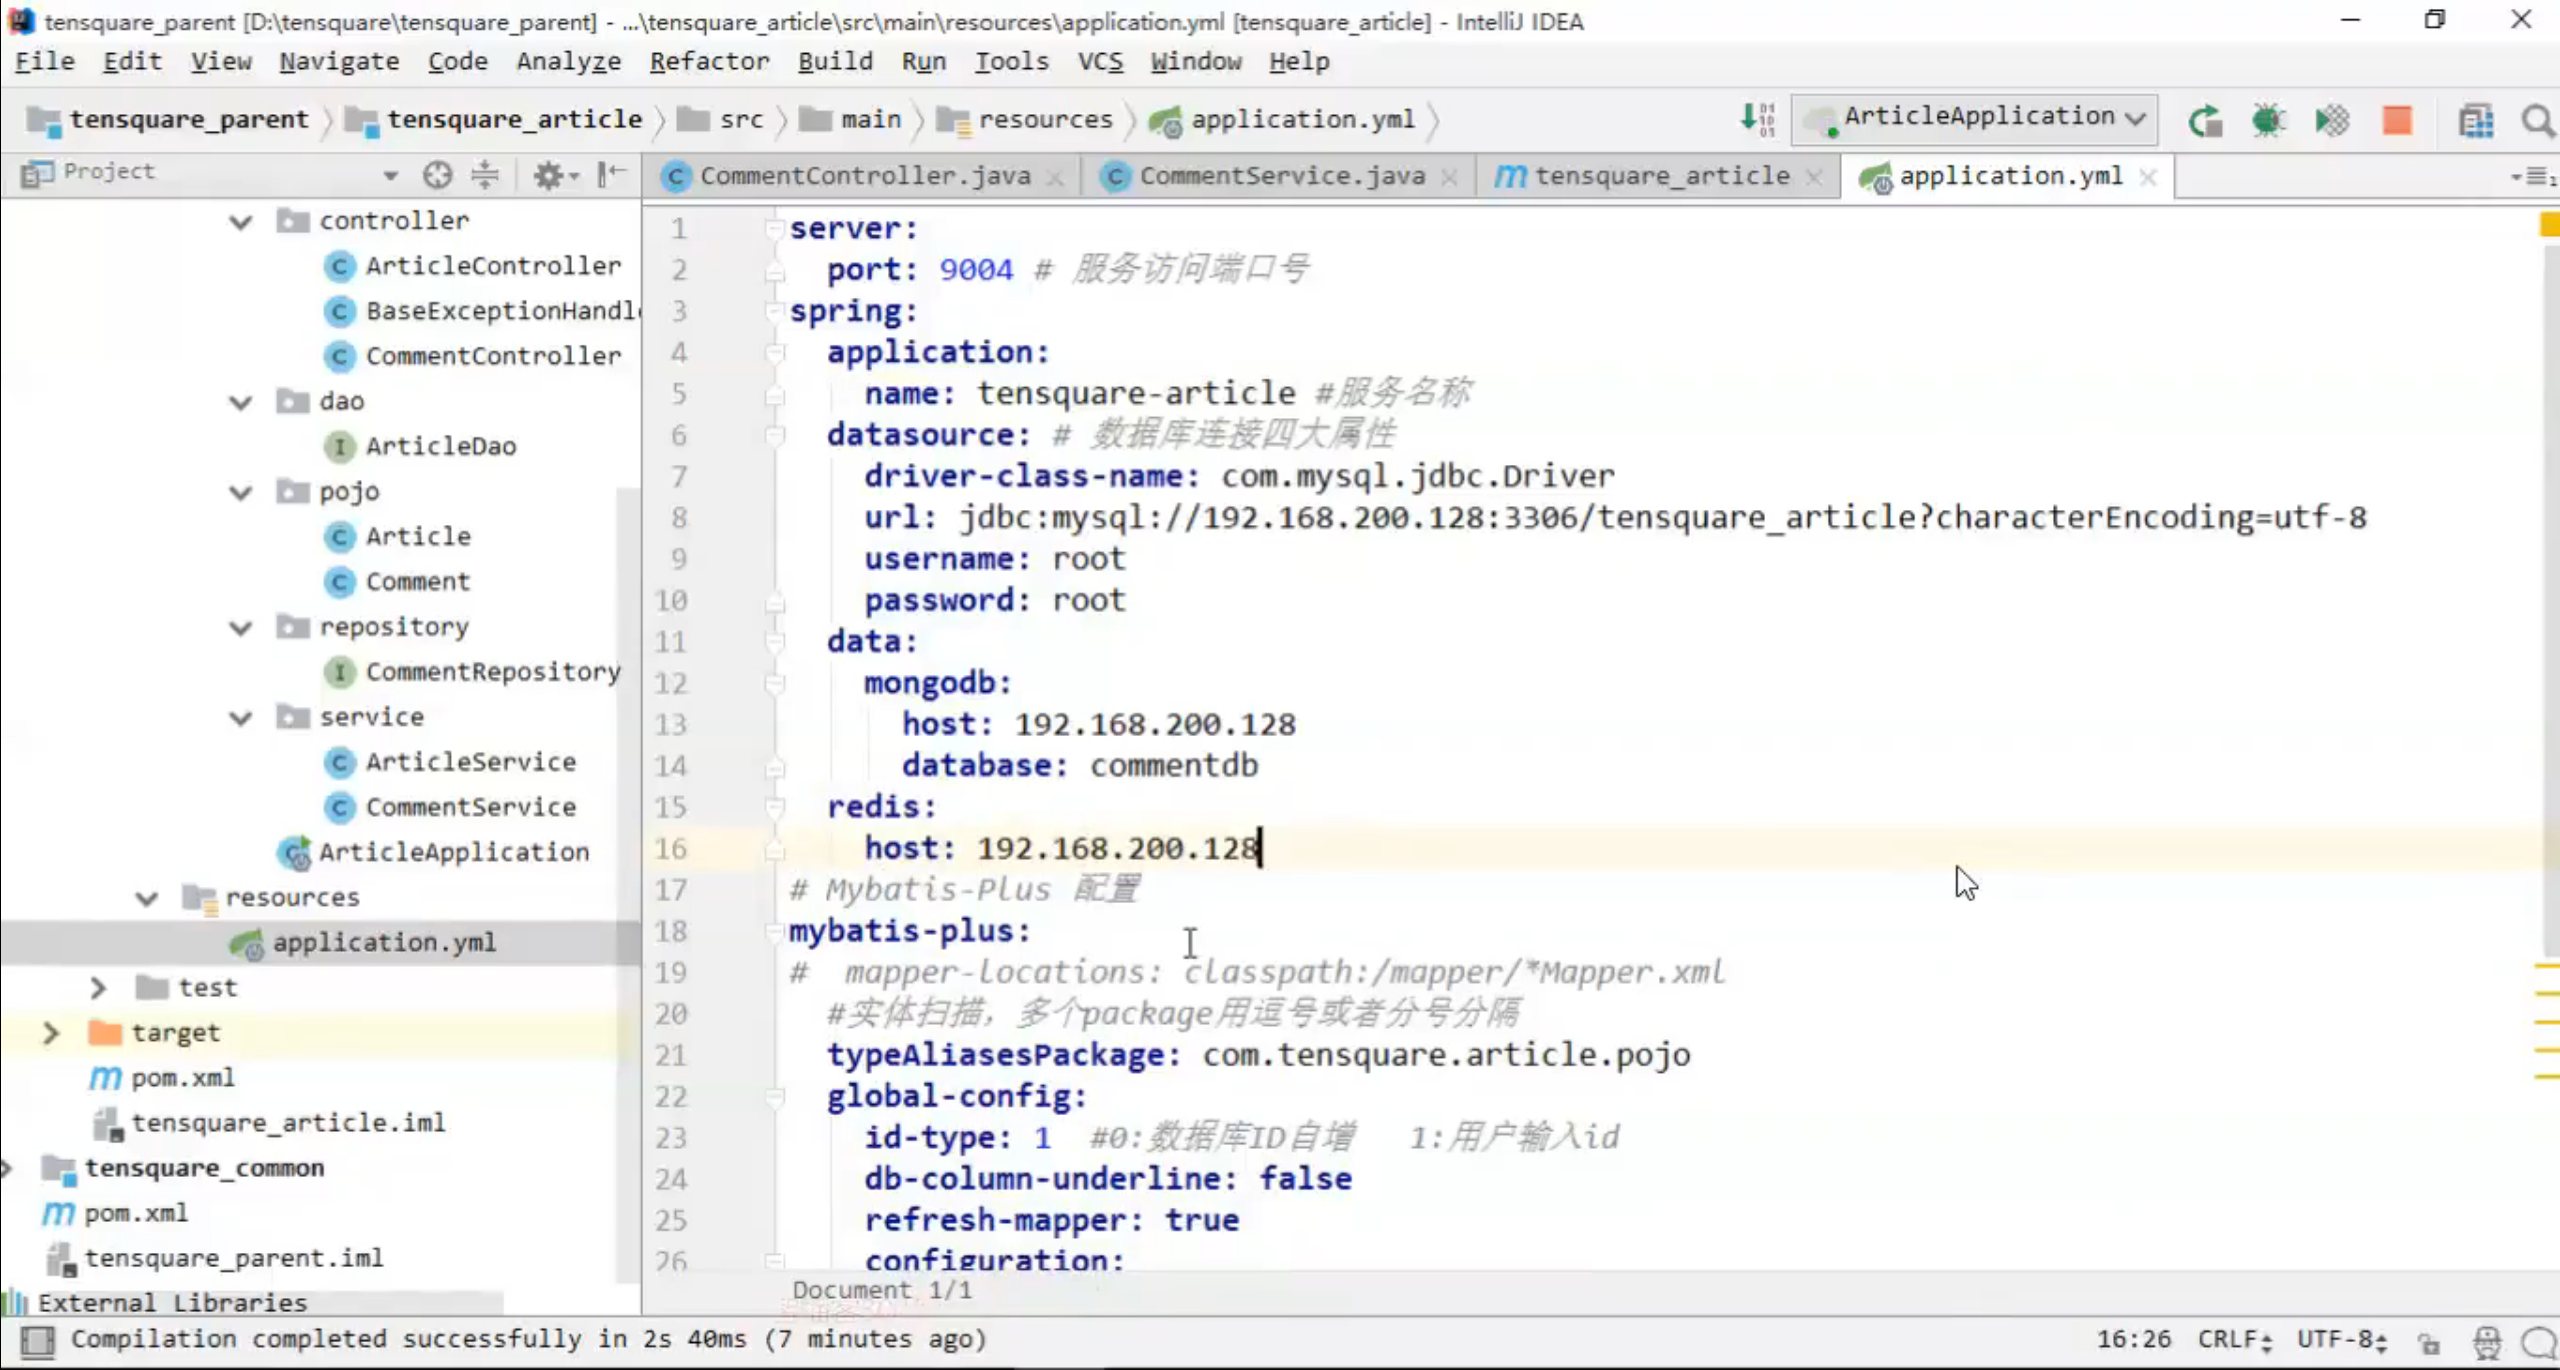 tensquare_parent [D:\tensquare\tensquare_parent] - ...\tensquare_article\src\main\resources\application.yml [tensquare_article] - IntelliJ IDEA
File Edit View Navigate Code Analyze Refactor Build Run Tools VCS Window Help
tensquare_parent tensquare_article src main resources application.yml ArticleApplication
Project
CommentController.java CommentService.java tensquare_article application.yml
controller
ArticleController
BaseExceptionHandl
CommentController
dao
ArticleDao
pojo
Article
Comment
repository
CommentRepository
service
ArticleService
CommentService
ArticleApplication
resources
application.yml
test
target
pom.xml
tensquare_article.iml
tensquare_common
pom.xml
tensquare_parent.iml
External Libraries
1 server:
2 port: 9004 # 服务访问端口号
3 spring:
4 application:
5 name: tensquare-article #服务名称
6 datasource: # 数据库连接四大属性
7 driver-class-name: com.mysql.jdbc.Driver
8 url: jdbc:mysql://192.168.200.128:3306/tensquare_article?characterEncoding=utf-8
9 username: root
10 password: root
11 data:
12 mongodb:
13 host: 192.168.200.128
14 database: commentdb
15 redis:
16 host: 192.168.200.128
17 # Mybatis-Plus 配置
18 mybatis-plus:
19 # mapper-locations: classpath:/mapper/*Mapper.xml
20 #实体扫描，多个package用逗号或者分号分隔
21 typeAliasesPackage: com.tensquare.article.pojo
22 global-config:
23 id-type: 1 #0:数据库ID自增 1:用户输入id
24 db-column-underline: false
25 refresh-mapper: true
26 configuration:
Document 1/1
Compilation completed successfully in 2s 40ms (7 minutes ago)
16:26 CRLF UTF-8